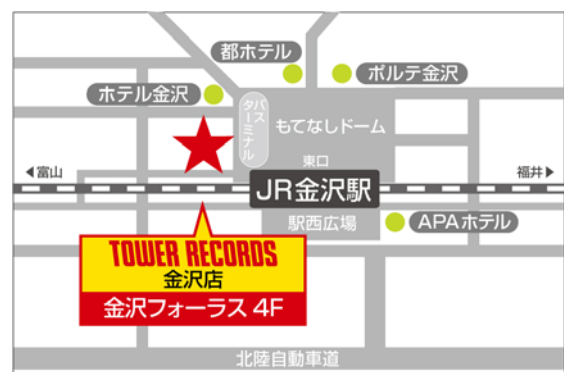 都ホテル
ホテル金沢
ポルテ金沢
バス
ターミナル
もてなしドーム
東口
◀富山
福井▶
JR金沢駅
駅西広場
APAホテル
TOWER RECORDS
金沢店
金沢フォーラス 4F
北陸自動車道